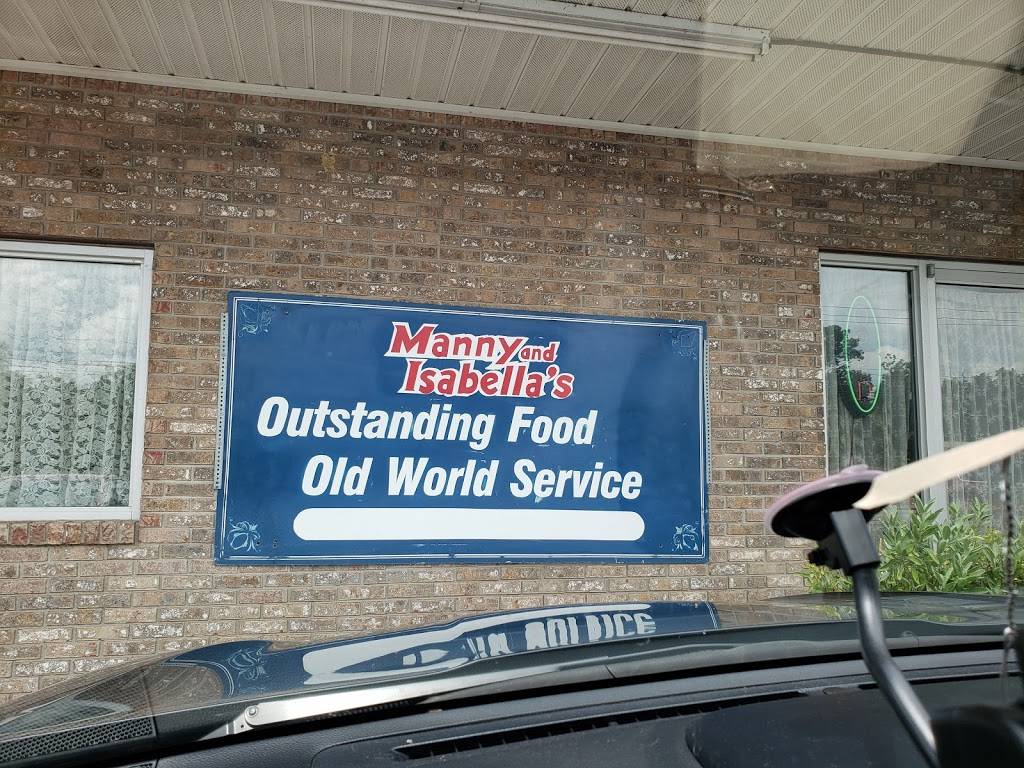 Manny and
Isabella's
Outstanding Food
Old World Service